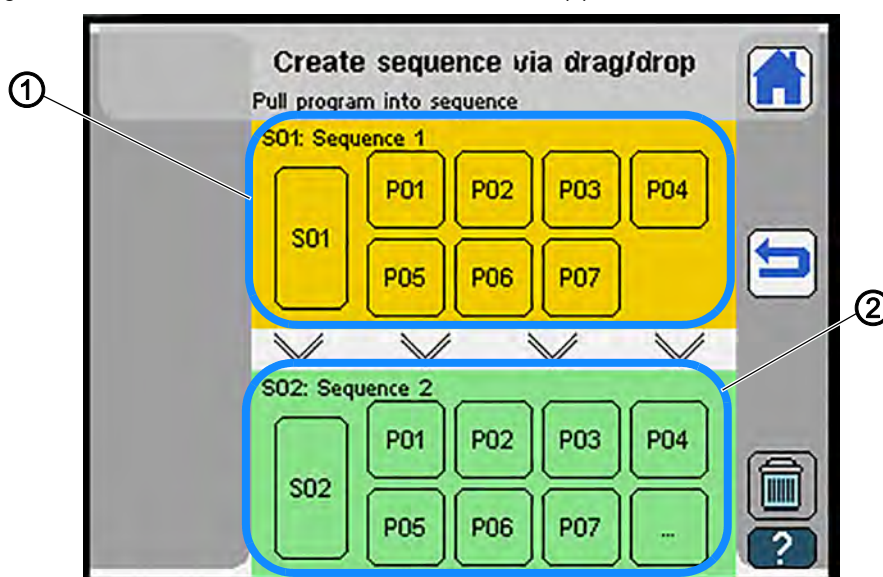 Create sequence via drag/drop
Pull program into sequence
①
S01: Sequence 1
S01
P01 P02 P03 P04
P05 P06 P07
②
S02: Sequence 2
S02
P01 P02 P03 P04
P05 P06 P07 ...
?